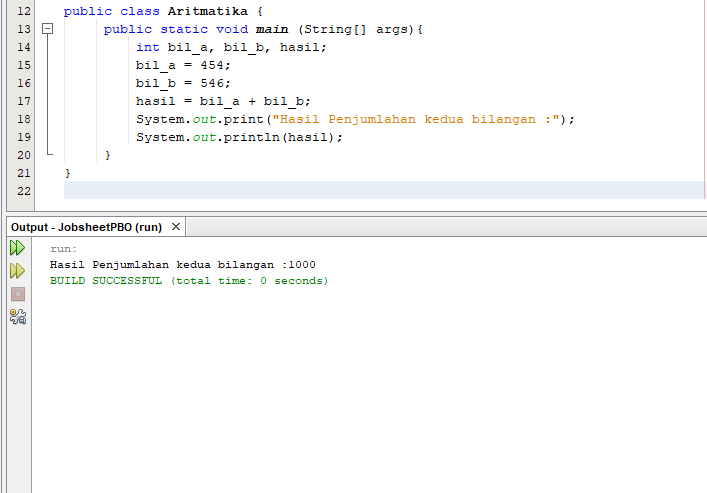 12 public class Aritmatika {
13 public static void main (String[] args){
14 int bil_a, bil_b, hasil;
15 bil_a = 454;
16 bil_b = 546;
17 hasil = bil_a + bil_b;
18 System.out.print("Hasil Penjumlahan kedua bilangan :");
19 System.out.println(hasil);
20 }
21 }
22
Output - JobsheetPBO (run) ×
run:
Hasil Penjumlahan kedua bilangan :1000
BUILD SUCCESSFUL (total time: 0 seconds)